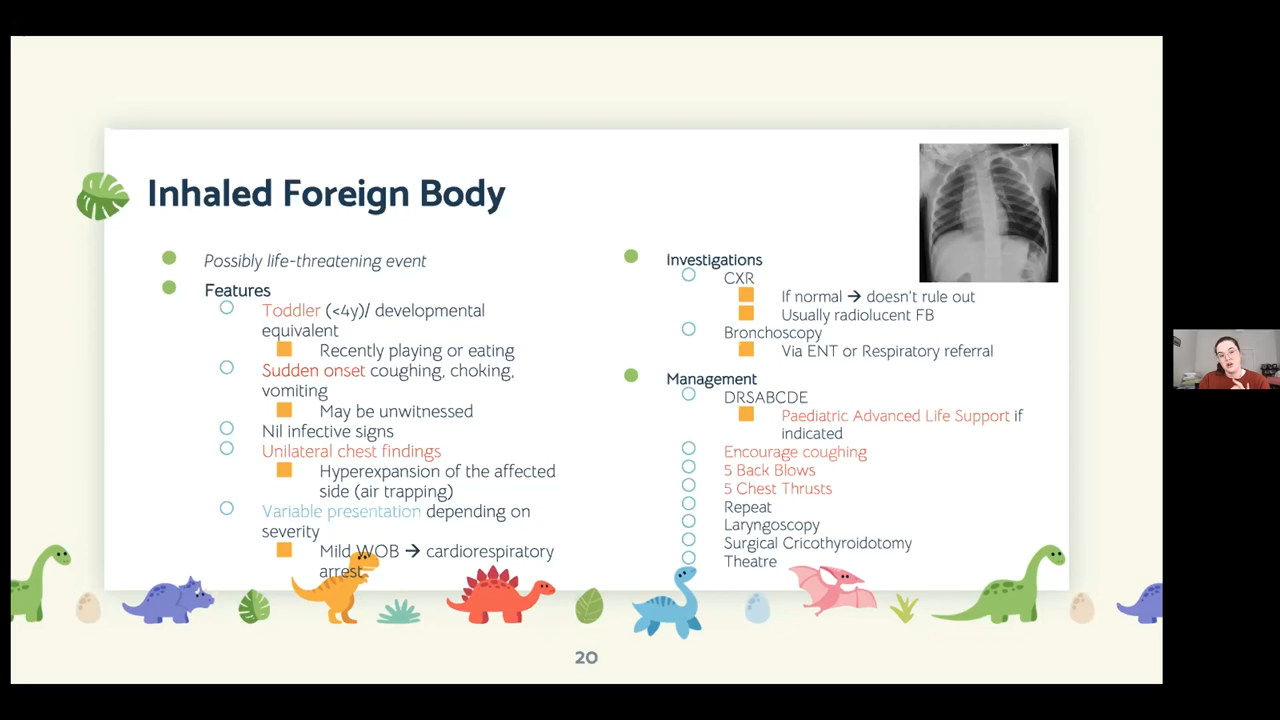 Inhaled Foreign Body
Possibly life-threatening event
Features
Toddler (<4y)/ developmental
equivalent
Recently playing or eating
Sudden onset coughing, choking,
vomiting
May be unwitnessed
Nil infective signs
Unilateral chest findings
Hyperexpansion of the affected
side (air trapping)
Variable presentation depending on
severity
Mild WOB → cardiorespiratory
arrest
Investigations
CXR
If normal → doesn't rule out
Usually radiolucent FB
Bronchoscopy
Via ENT or Respiratory referral
Management
DRSABCDE
Paediatric Advanced Life Support if
indicated
Encourage coughing
5 Back Blows
5 Chest Thrusts
Repeat
Laryngoscopy
Surgical Cricothyroidotomy
Theatre
20